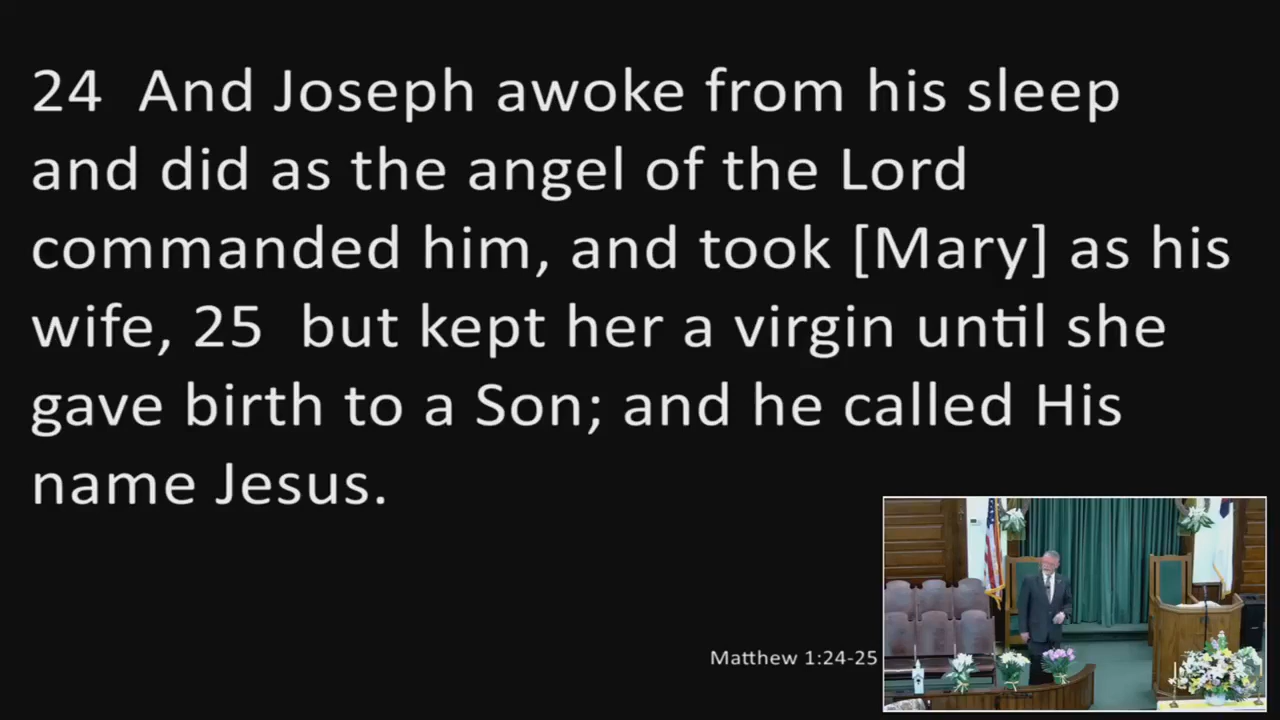 24 And Joseph awoke from his sleep
and did as the angel of the Lord
commanded him, and took [Mary] as his
wife, 25 but kept her a virgin until she
gave birth to a Son; and he called His
name Jesus.
Matthew 1:24-25